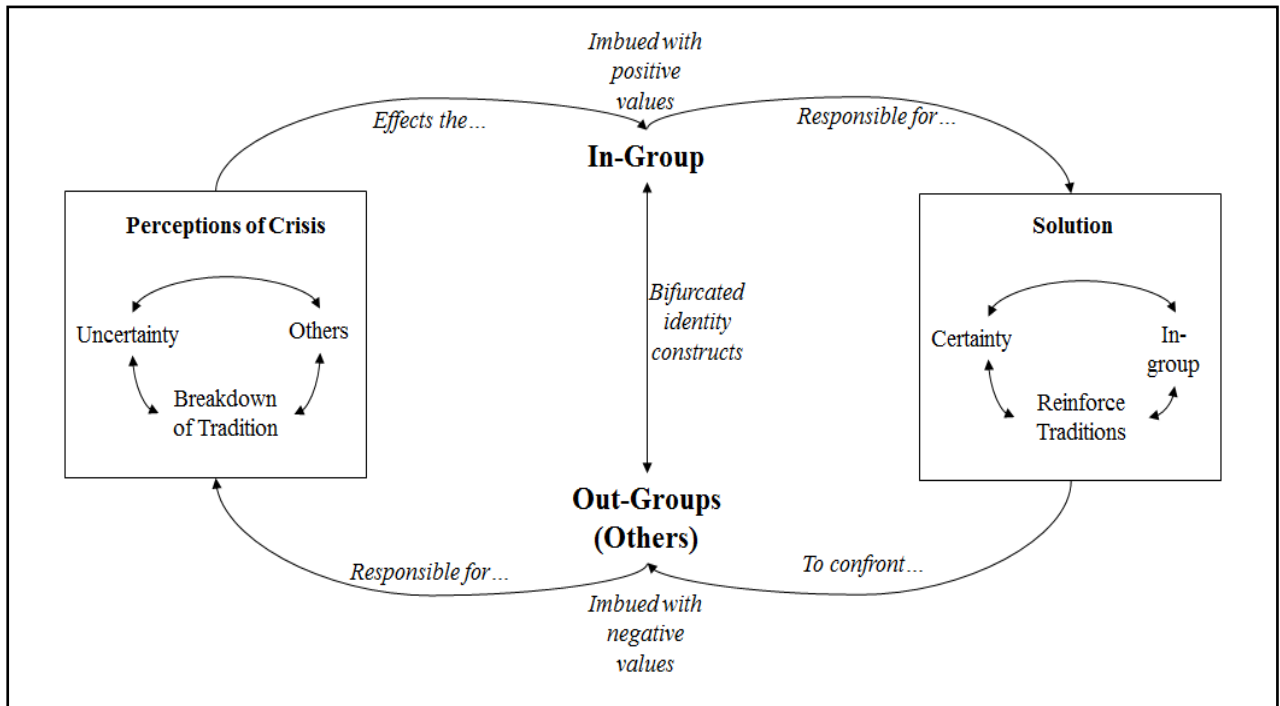 Imbued with
positive
values
Effects the…
Responsible for…
In-Group
Perceptions of Crisis
Uncertainty
Others
Breakdown
of Tradition
Bifurcated
identity
constructs
Solution
Certainty
In-
group
Reinforce
Traditions
Out-Groups
(Others)
Responsible for…
To confront…
Imbued with
negative
values